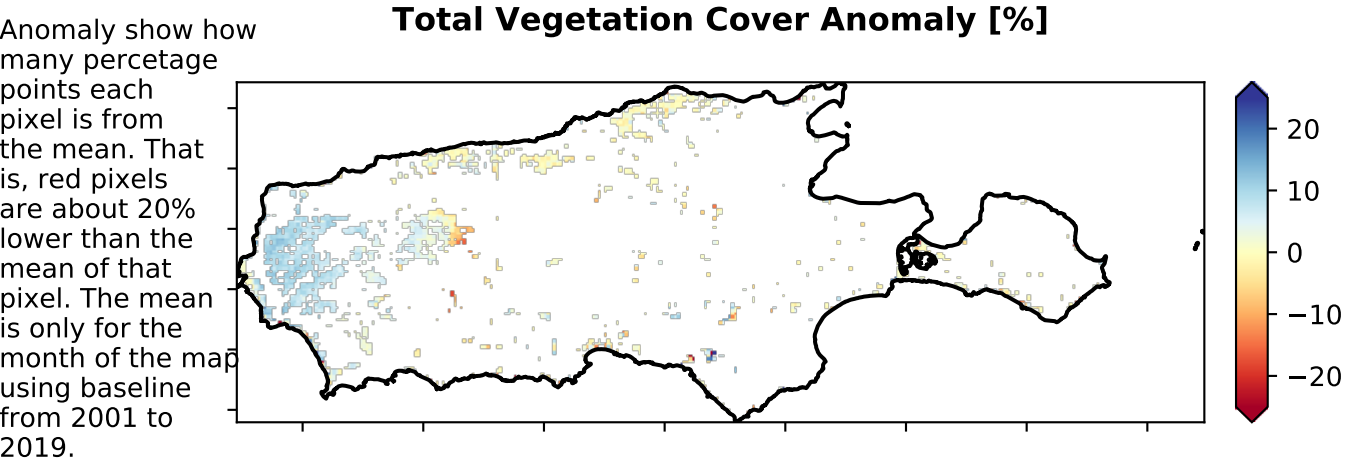 Total Vegetation Cover Anomaly [%]
Anomaly show how
many percetage
points each
pixel is from
the mean. That
is, red pixels
are about 20%
lower than the
mean of that
pixel. The mean
is only for the
month of the map
using baseline
from 2001 to
2019.
20
10
0
−10
−20